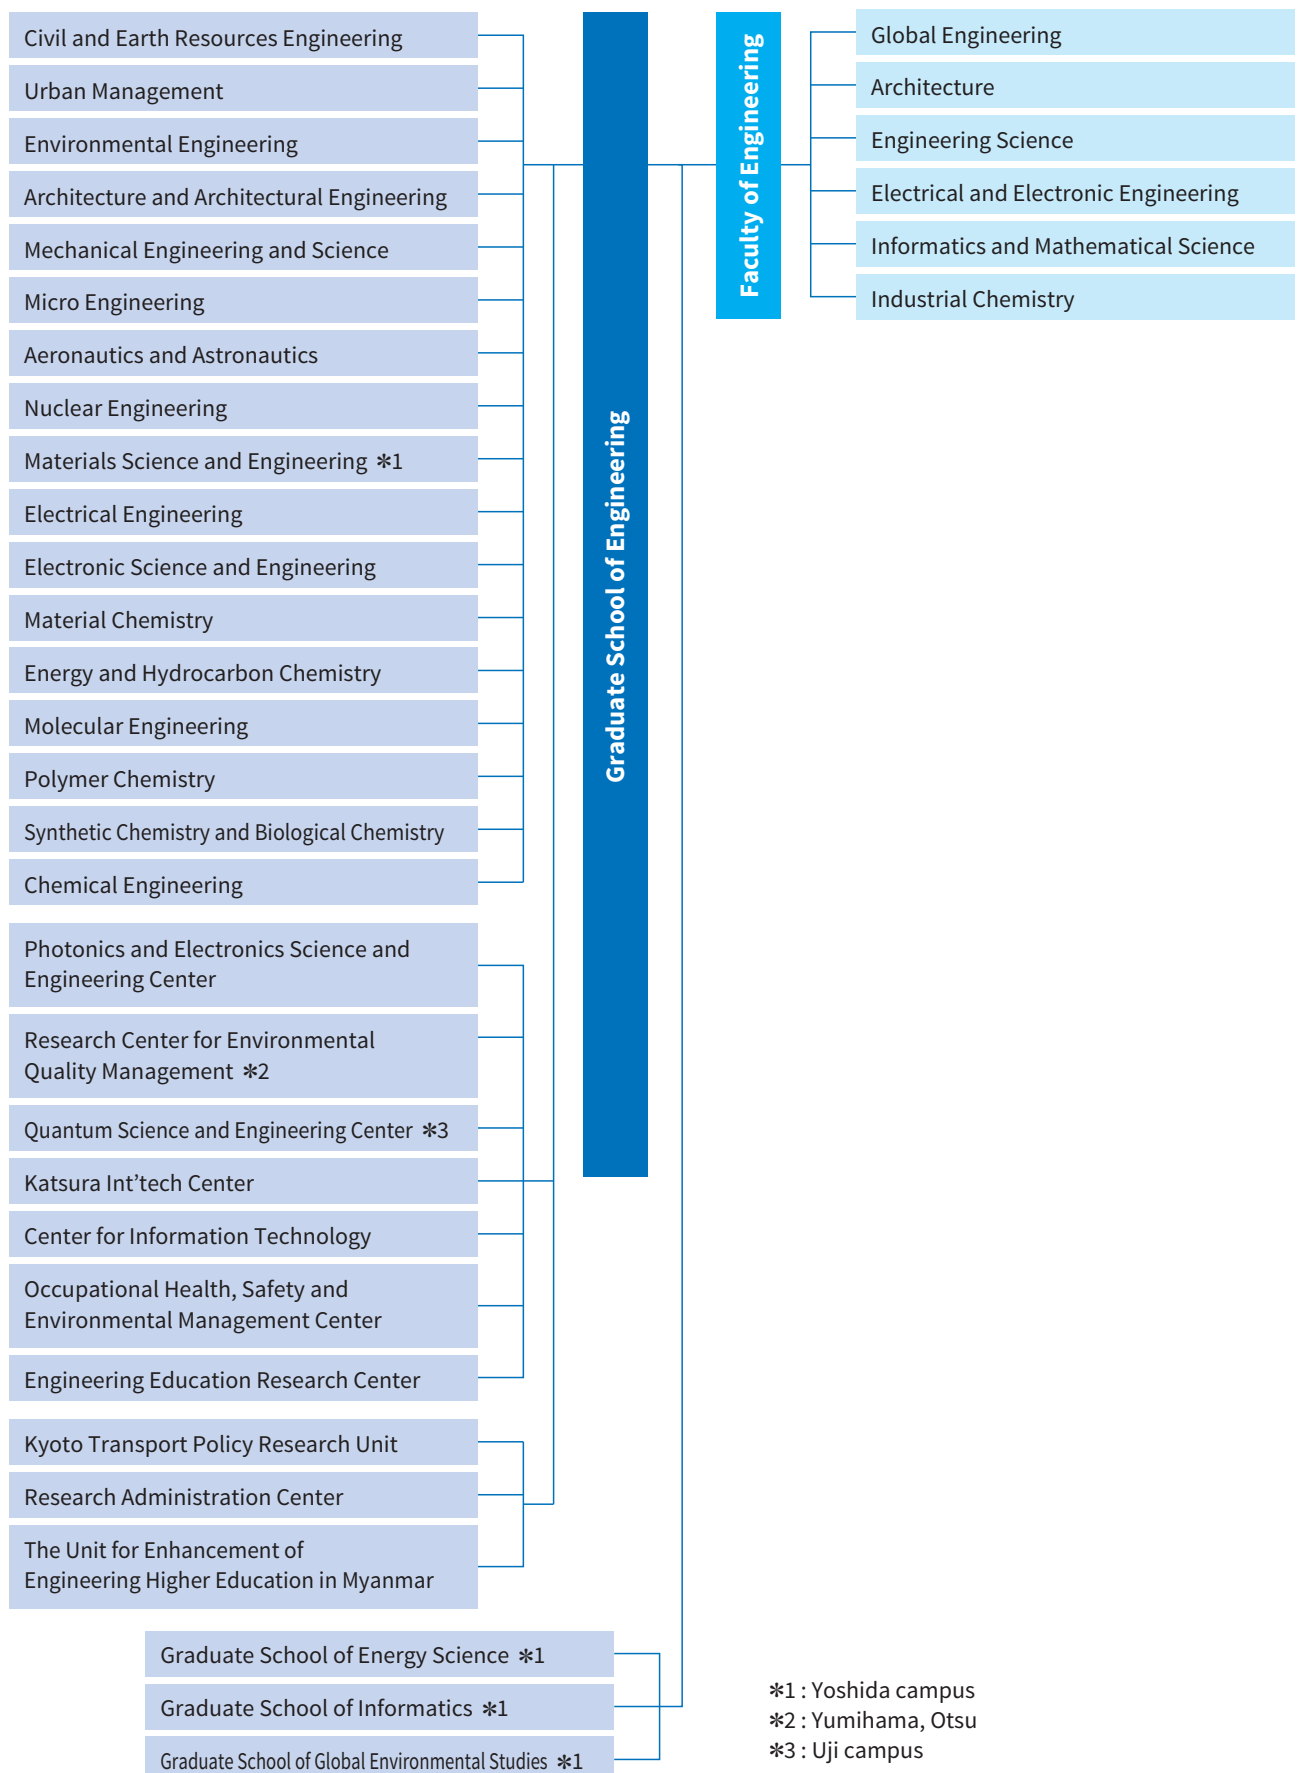 Civil and Earth Resources Engineering
Urban Management
Environmental Engineering
Architecture and Architectural Engineering
Mechanical Engineering and Science
Micro Engineering
Aeronautics and Astronautics
Nuclear Engineering
Materials Science and Engineering ✻1
Electrical Engineering
Electronic Science and Engineering
Material Chemistry
Energy and Hydrocarbon Chemistry
Molecular Engineering
Polymer Chemistry
Synthetic Chemistry and Biological Chemistry
Chemical Engineering
Photonics and Electronics Science and
Engineering Center
Research Center for Environmental
Quality Management ✻2
Quantum Science and Engineering Center ✻3
Katsura Int’tech Center
Center for Information Technology
Occupational Health, Safety and
Environmental Management Center
Engineering Education Research Center
Kyoto Transport Policy Research Unit
Research Administration Center
The Unit for Enhancement of
Engineering Higher Education in Myanmar
Graduate School of Energy Science ✻1
Graduate School of Informatics ✻1
Graduate School of Global Environmental Studies ✻1
Graduate School of Engineering
Faculty of Engineering
Global Engineering
Architecture
Engineering Science
Electrical and Electronic Engineering
Informatics and Mathematical Science
Industrial Chemistry
✻1 : Yoshida campus
✻2 : Yumihama, Otsu
✻3 : Uji campus